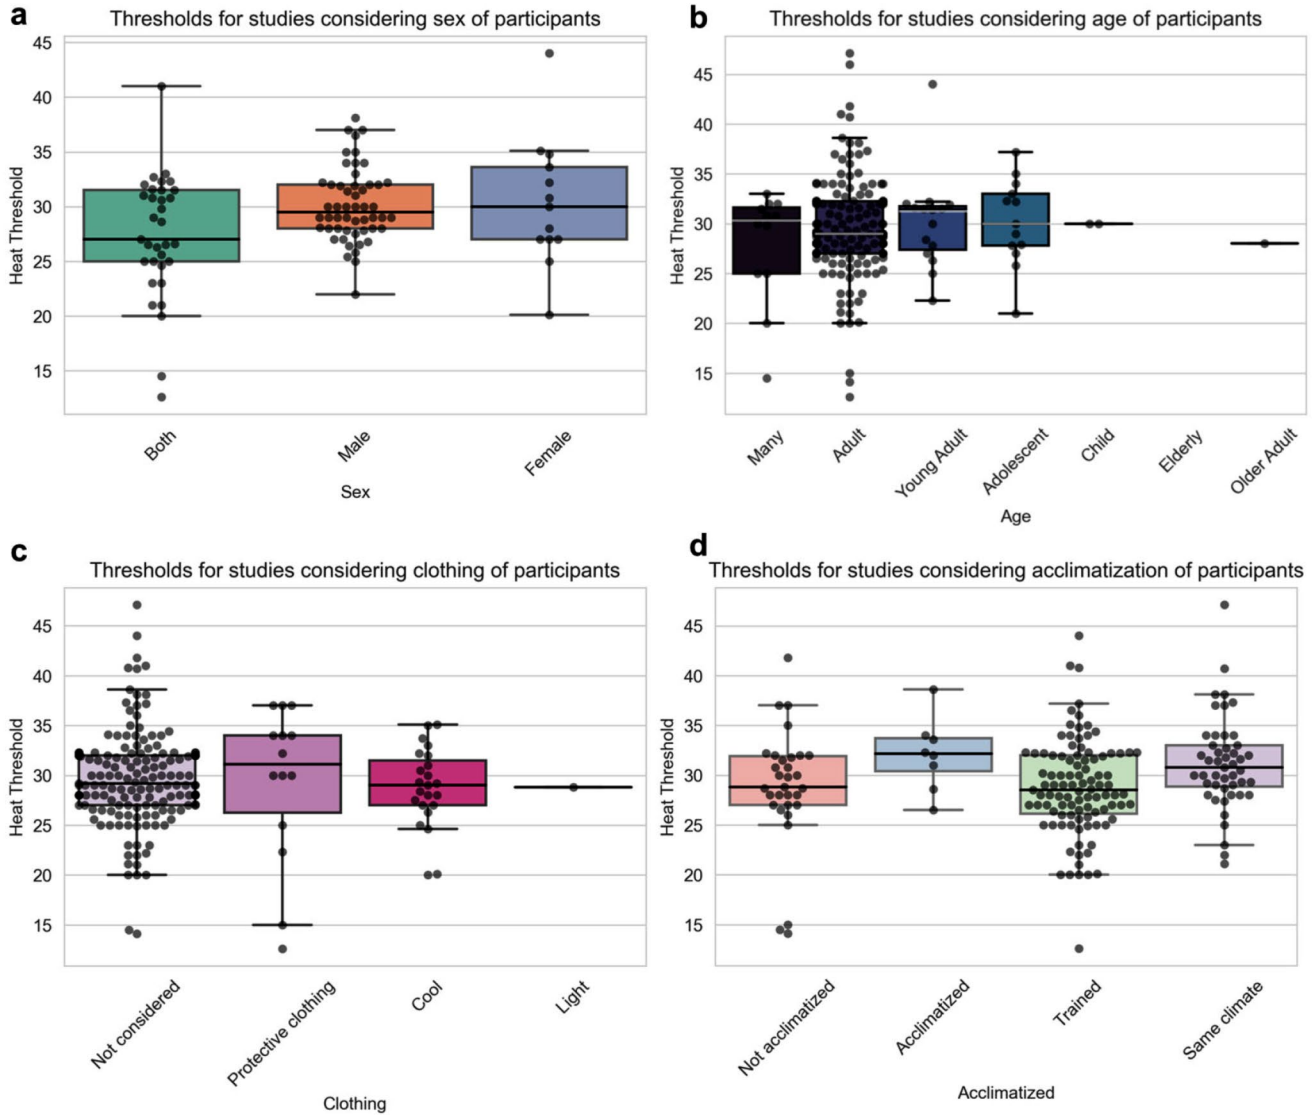 a
Thresholds for studies considering sex of participants
45
40
35
30
25
20
15
Heat Threshold
Both
Male
Female
Sex
b
Thresholds for studies considering age of participants
45
40
35
30
25
20
15
Heat Threshold
Many
Adult
Young Adult
Adolescent
Child
Elderly
Older Adult
Age
c
Thresholds for studies considering clothing of participants
45
40
35
30
25
20
15
Heat Threshold
Not considered
Protective clothing
Cool
Light
Clothing
d
Thresholds for studies considering acclimatization of participants
45
40
35
30
25
20
15
Heat Threshold
Not acclimatized
Acclimatized
Trained
Same climate
Acclimatized